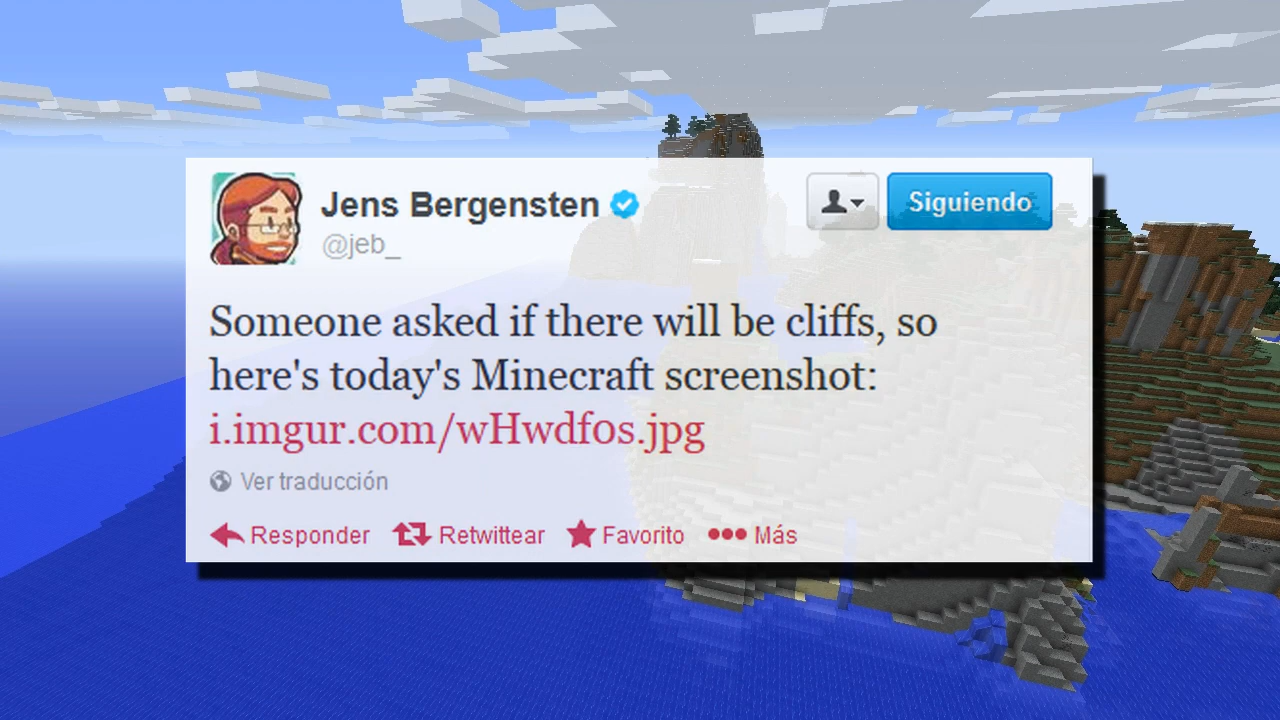 Jens Bergensten
@jeb_
Siguiendo
Someone asked if there will be cliffs, so
here's today's Minecraft screenshot:
i.imgur.com/wHwdf0s.jpg
Ver traducción
Responder Retwittear Favorito Más